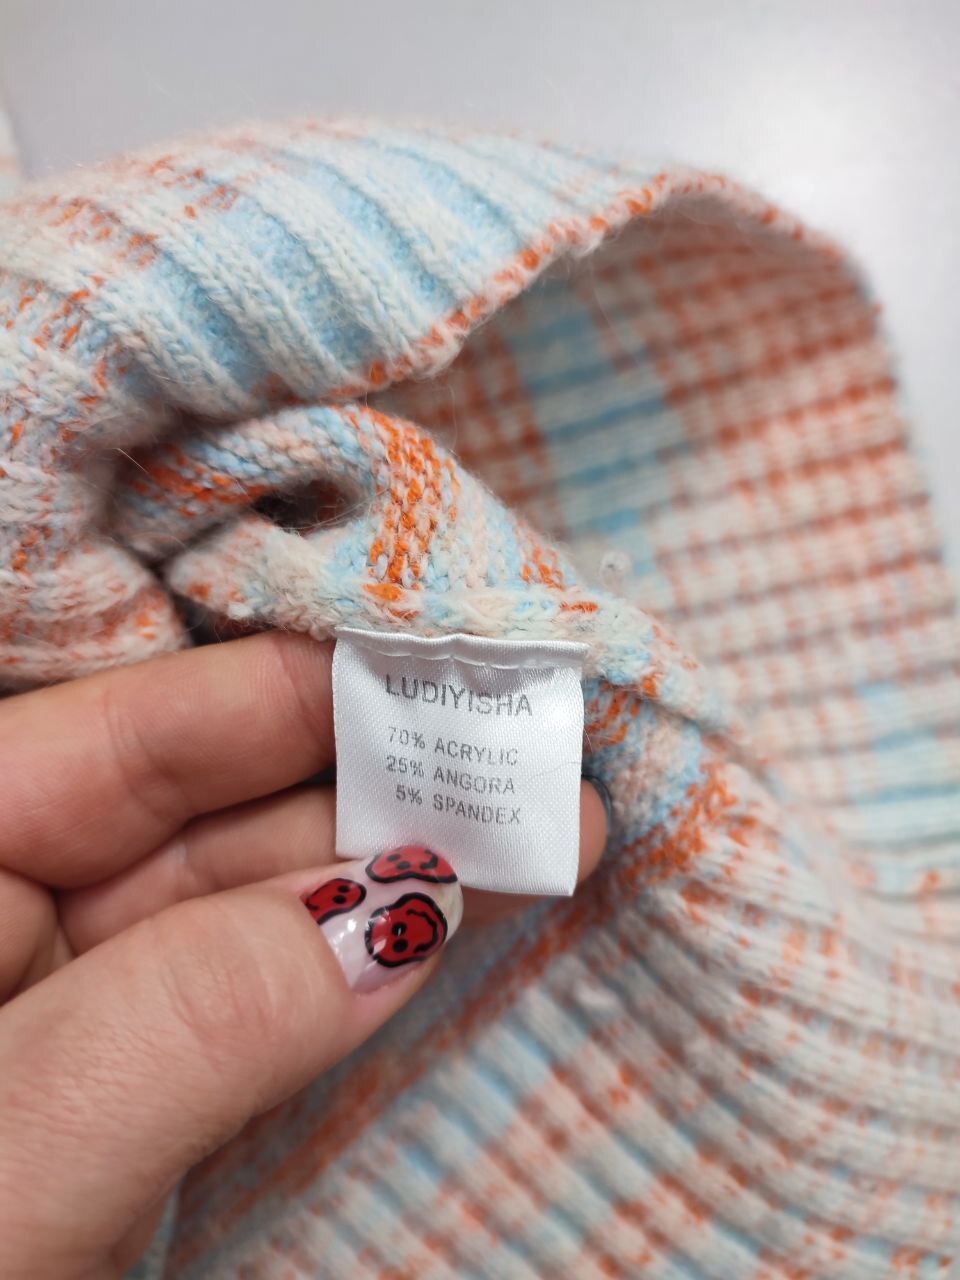 LUDIYISHA
70% ACRYLIC
25% ANGORA
5% SPANDEX